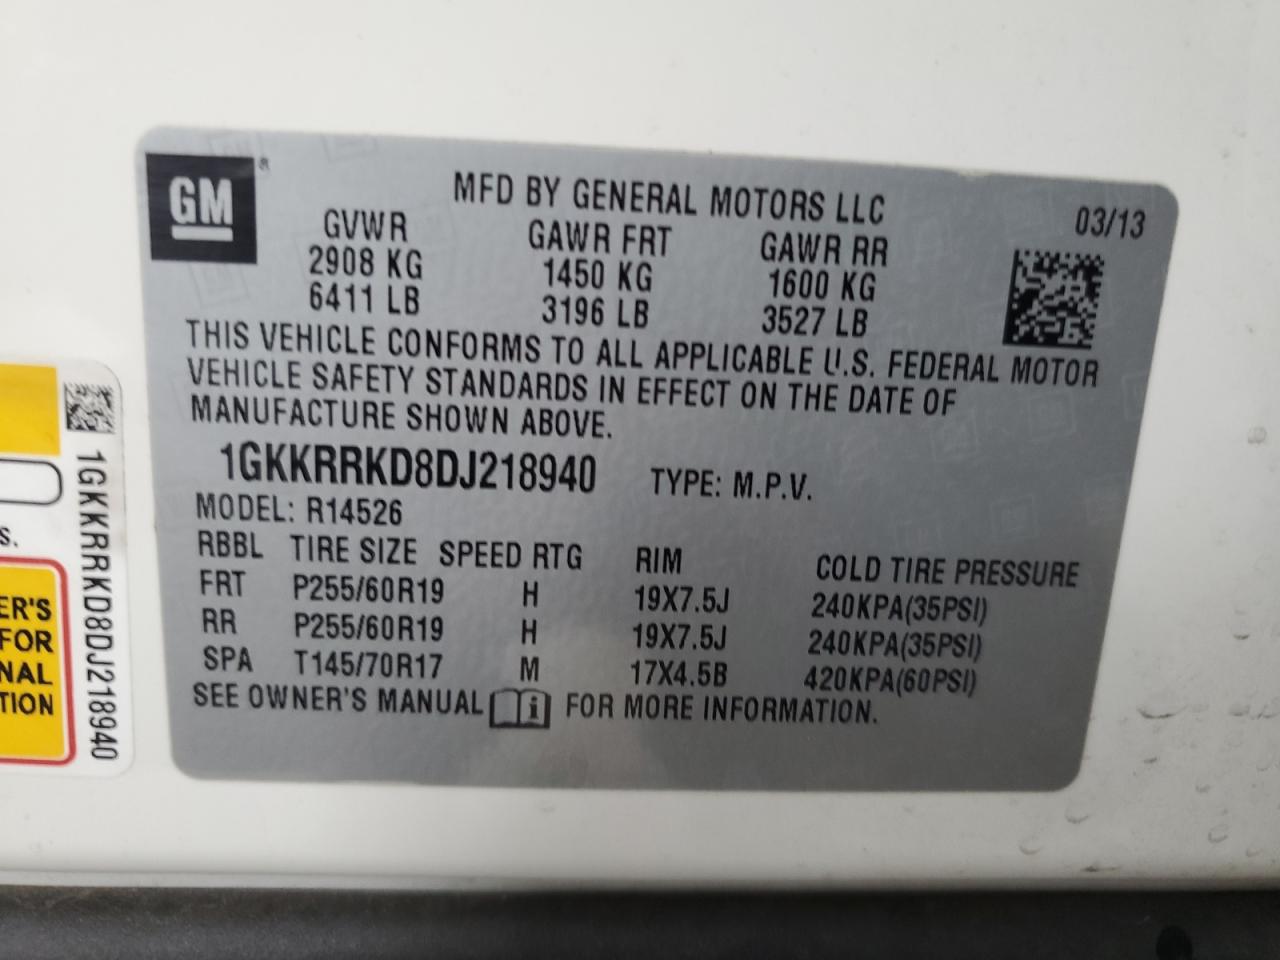 GM ®
MFD BY GENERAL MOTORS LLC
03/13
GVWR GAWR FRT GAWR RR
2908 KG 1450 KG 1600 KG
6411 LB 3196 LB 3527 LB
THIS VEHICLE CONFORMS TO ALL APPLICABLE U.S. FEDERAL MOTOR
VEHICLE SAFETY STANDARDS IN EFFECT ON THE DATE OF
MANUFACTURE SHOWN ABOVE.
1GKKRRKD8DJ218940 TYPE: M.P.V.
MODEL: R14526
RBBL TIRE SIZE SPEED RTG RIM COLD TIRE PRESSURE
FRT P255/60R19 H 19X7.5J 240KPA(35PSI)
RR P255/60R19 H 19X7.5J 240KPA(35PSI)
SPA T145/70R17 M 17X4.5B 420KPA(60PSI)
SEE OWNER'S MANUAL i FOR MORE INFORMATION.
1GKKRRKD8DJ218940
S.
ER'S
FOR
NAL
TION